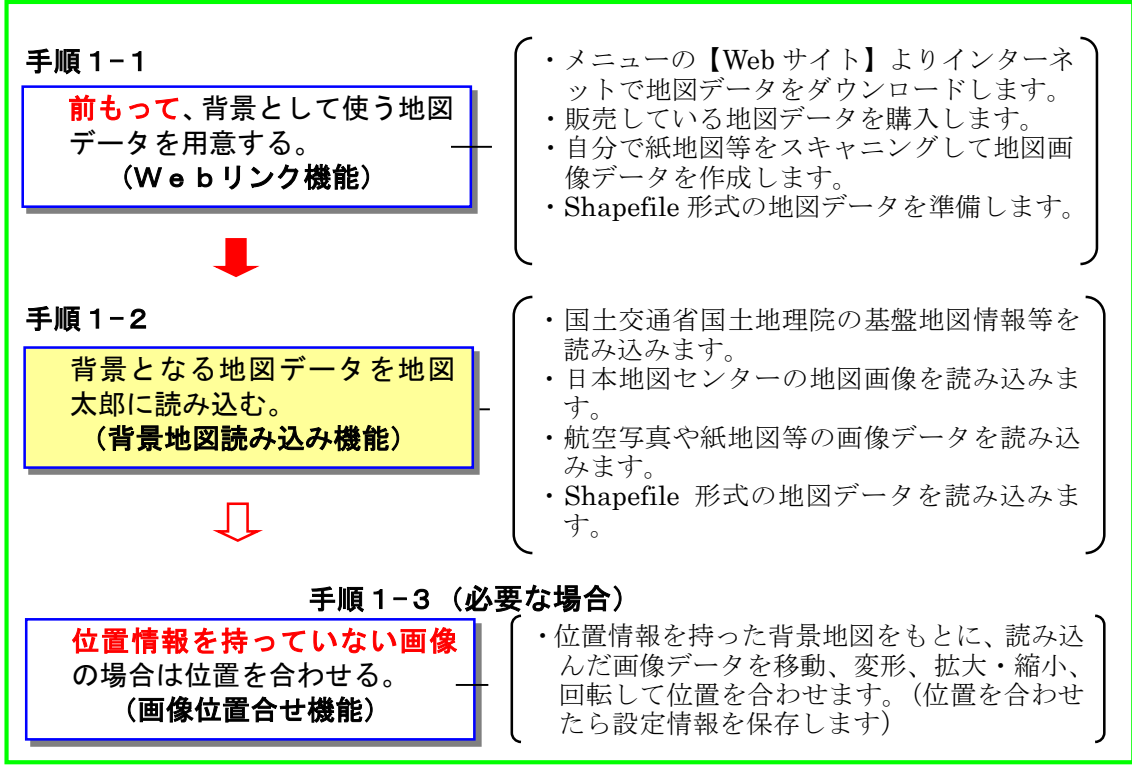 手順１−１
前もって、背景として使う地図
データを用意する。
（Ｗｅｂリンク機能）
・メニューの【Web サイト】よりインターネ
ットで地図データをダウンロードします。
・販売している地図データを購入します。
・自分で紙地図等をスキャニングして地図画
像データを作成します。
・Shapefile 形式の地図データを準備します。
手順１−２
背景となる地図データを地図
太郎に読み込む。
（背景地図読み込み機能）
・国土交通省国土地理院の基盤地図情報等を
読み込みます。
・日本地図センターの地図画像を読み込みま
す。
・航空写真や紙地図等の画像データを読み込
みます。
・Shapefile 形式の地図データを読み込みま
す。
手順１−３（必要な場合）
位置情報を持っていない画像
の場合は位置を合わせる。
（画像位置合せ機能）
・位置情報を持った背景地図をもとに、読み込
んだ画像データを移動、変形、拡大・縮小、
回転して位置を合わせます。（位置を合わせ
たら設定情報を保存します）